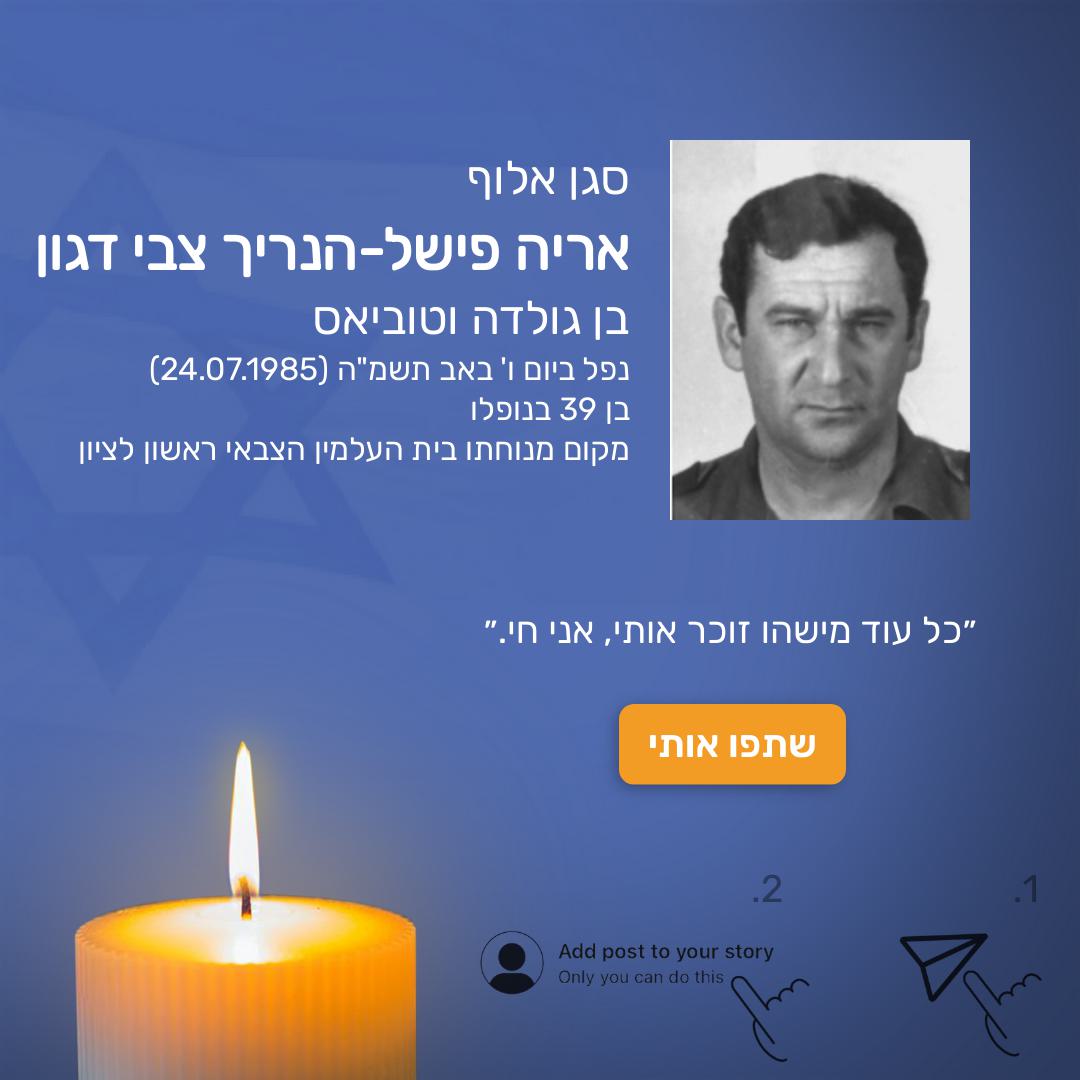 סגן אלוף
אריה פישל-הנריך צבי דגון
בן גולדה וטוביאס
נפל ביום ו' באב תשמ"ה (24.07.1985)
בן 39 בנופלו
מקום מנוחתו בית העלמין הצבאי ראשון לציון
״כל עוד מישהו זוכר אותי, אני חי.״
שתפו אותי
.1
.2
Add post to your story
Only you can do this